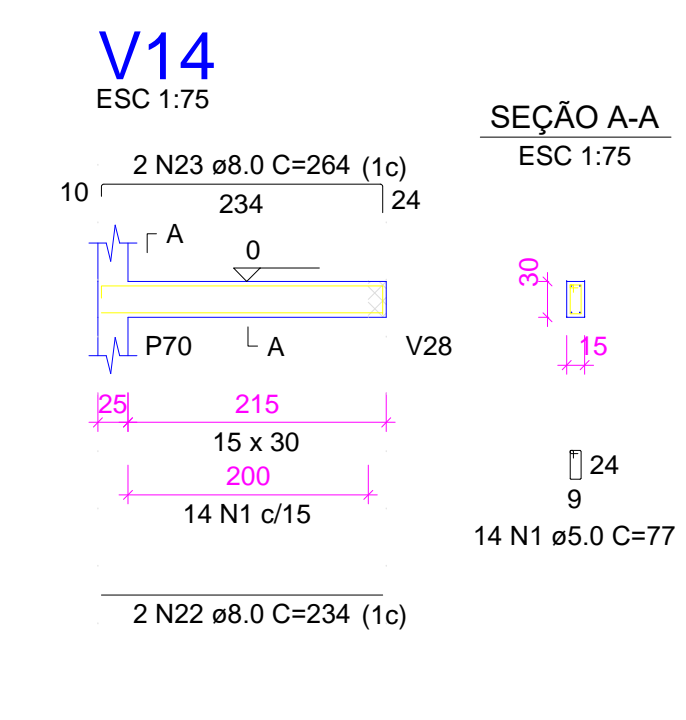 V14
ESC 1:75
SEÇÃO A-A
ESC 1:75
2 N23 ø8.0 C=264 (1c)
10 234 24
A
0
30
P70 A V28
15
25 215
15 x 30
200
24
9
14 N1 c/15
14 N1 ø5.0 C=77
2 N22 ø8.0 C=234 (1c)